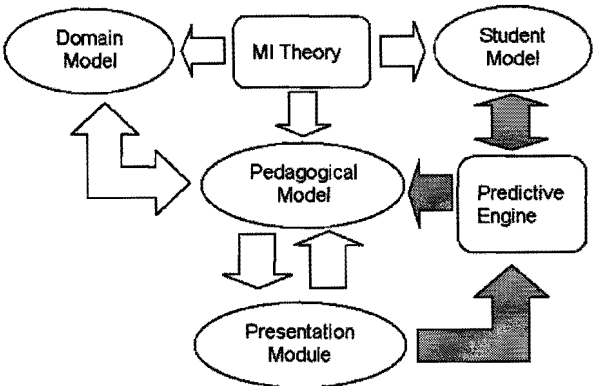 Domain
Model
MI Theory
Student
Model
Pedagogical
Model
Predictive
Engine
Presentation
Module